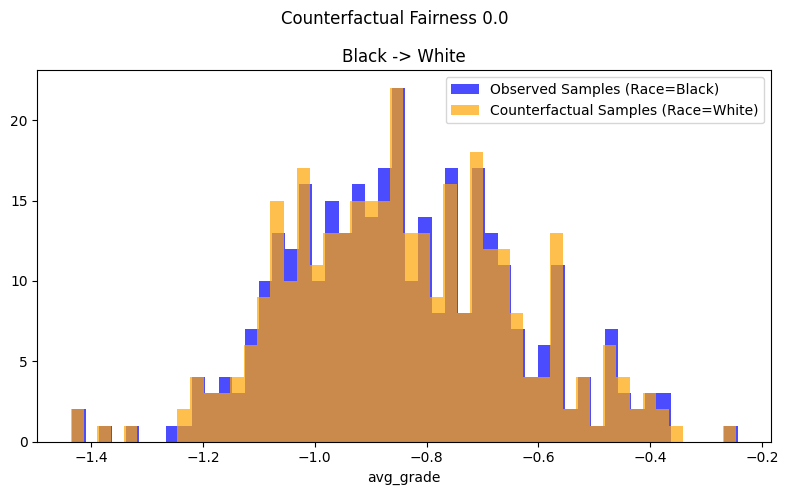 Counterfactual Fairness 0.0
Black -> White
Observed Samples (Race=Black)
Counterfactual Samples (Race=White)
20
15
10
5
0
−1.4 −1.2 −1.0 −0.8 −0.6 −0.4 −0.2
avg_grade